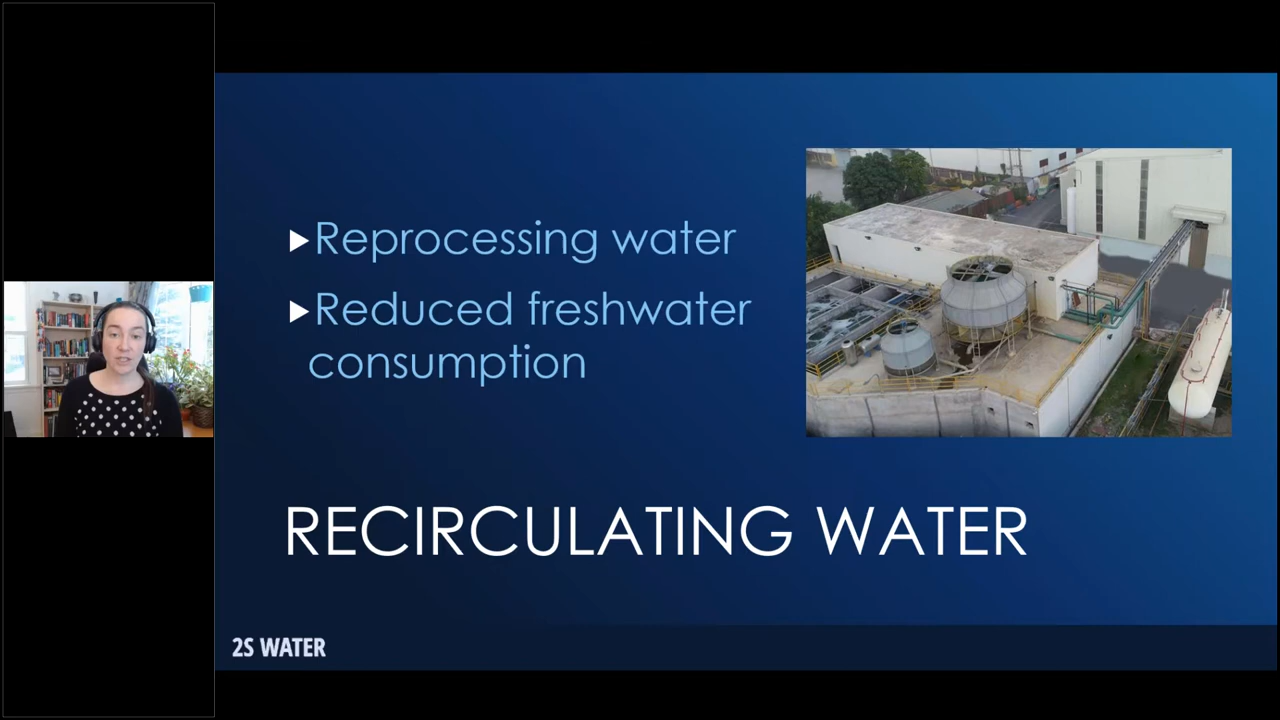 Reprocessing water
Reduced freshwater
consumption
RECIRCULATING WATER
2S WATER